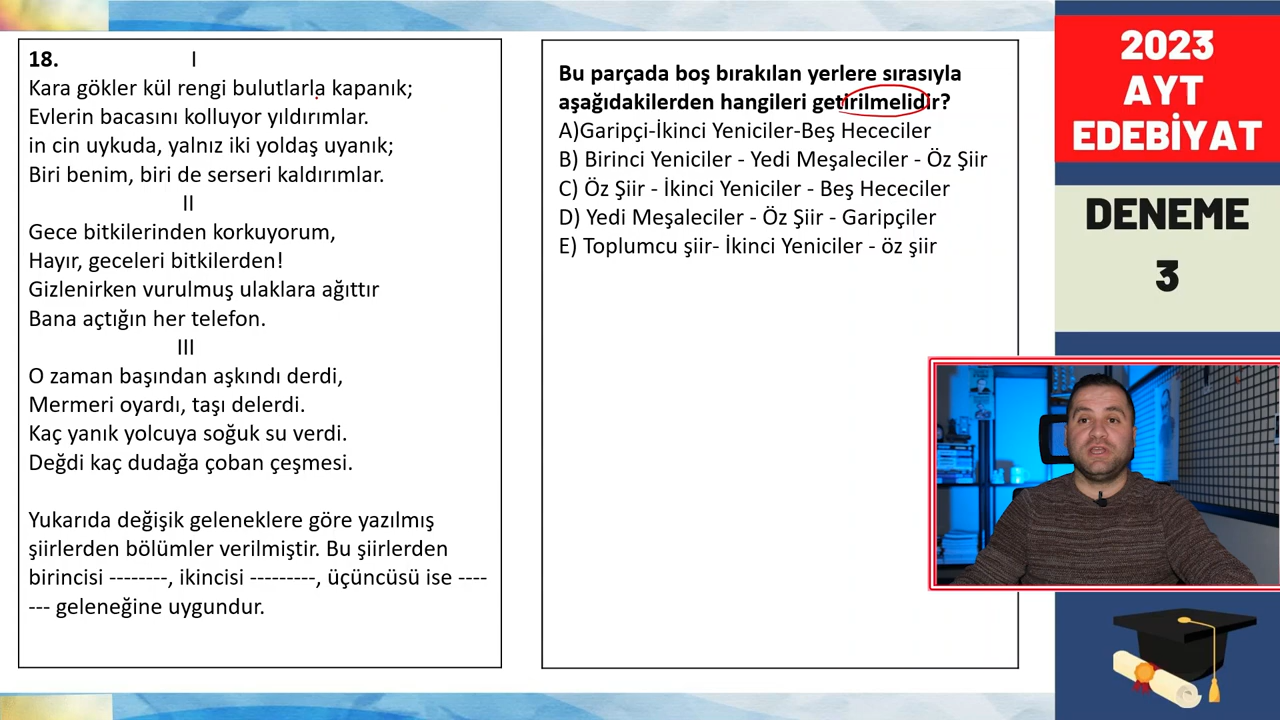 18.
I
Kara gökler kül rengi bulutlarla kapanık;
Evlerin bacasını kolluyor yıldırımlar.
in cin uykuda, yalnız iki yoldaş uyanık;
Biri benim, biri de serseri kaldırımlar.
II
Gece bitkilerinden korkuyorum,
Hayır, geceleri bitkilerden!
Gizlenirken vurulmuş ulaklara ağıttır
Bana açtığın her telefon.
III
O zaman başından aşkındı derdi,
Mermeri oyardı, taşı delerdi.
Kaç yanık yolcuya soğuk su verdi.
Değdi kaç dudağa çoban çeşmesi.
Yukarıda değişik geleneklere göre yazılmış
şiirlerden bölümler verilmiştir. Bu şiirlerden
birincisi --------, ikincisi ---------, üçüncüsü ise ----
--- geleneğine uygundur.
Bu parçada boş bırakılan yerlere sırasıyla
aşağıdakilerden hangileri getirilmelidir?
A)Garipçi-İkinci Yeniciler-Beş Hececiler
B) Birinci Yeniciler - Yedi Meşaleciler - Öz Şiir
C) Öz Şiir - İkinci Yeniciler - Beş Hececiler
D) Yedi Meşaleciler - Öz Şiir - Garipçiler
E) Toplumcu şiir- İkinci Yeniciler - öz şiir
2023
AYT
EDEBİYAT
DENEME
3